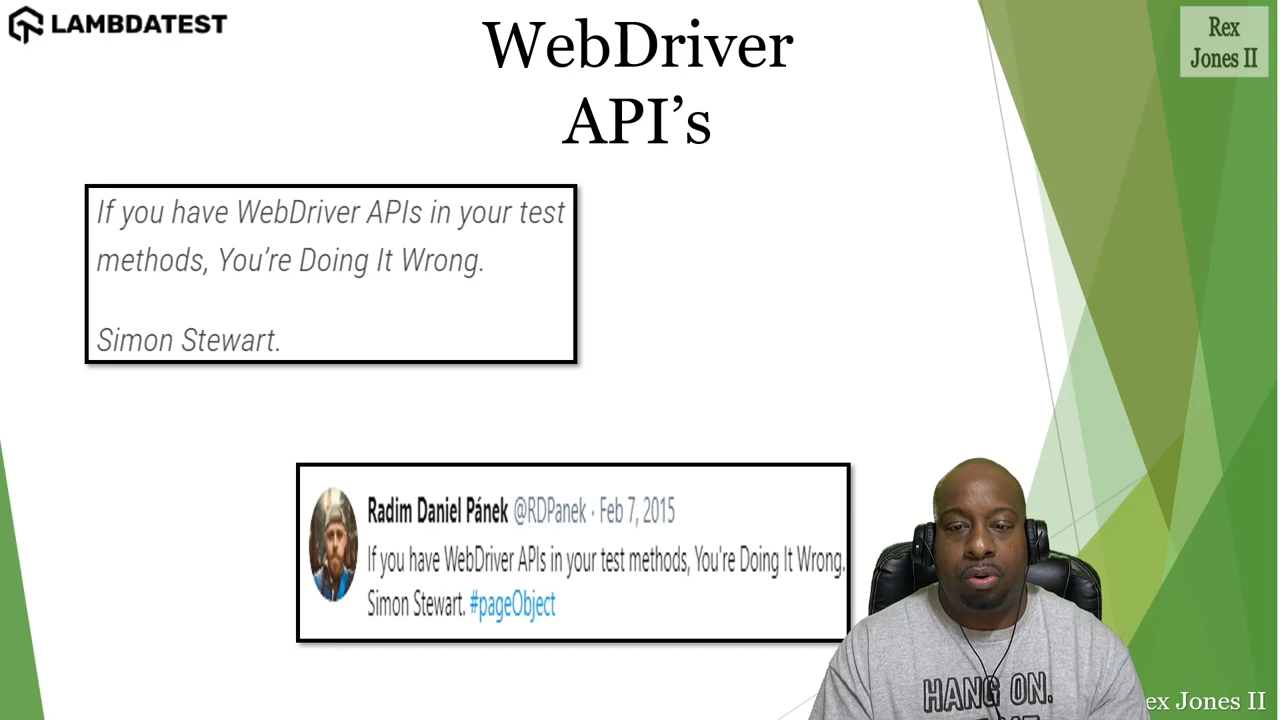 LAMBDATEST
WebDriver
API’s
Rex
Jones II
If you have WebDriver APIs in your test
methods, You’re Doing It Wrong.
Simon Stewart.
Radim Daniel Pánek @RDPanek · Feb 7, 2015
If you have WebDriver APIs in your test methods, You're Doing It Wrong.
Simon Stewart. #pageObject
HANG ON.
ex Jones II